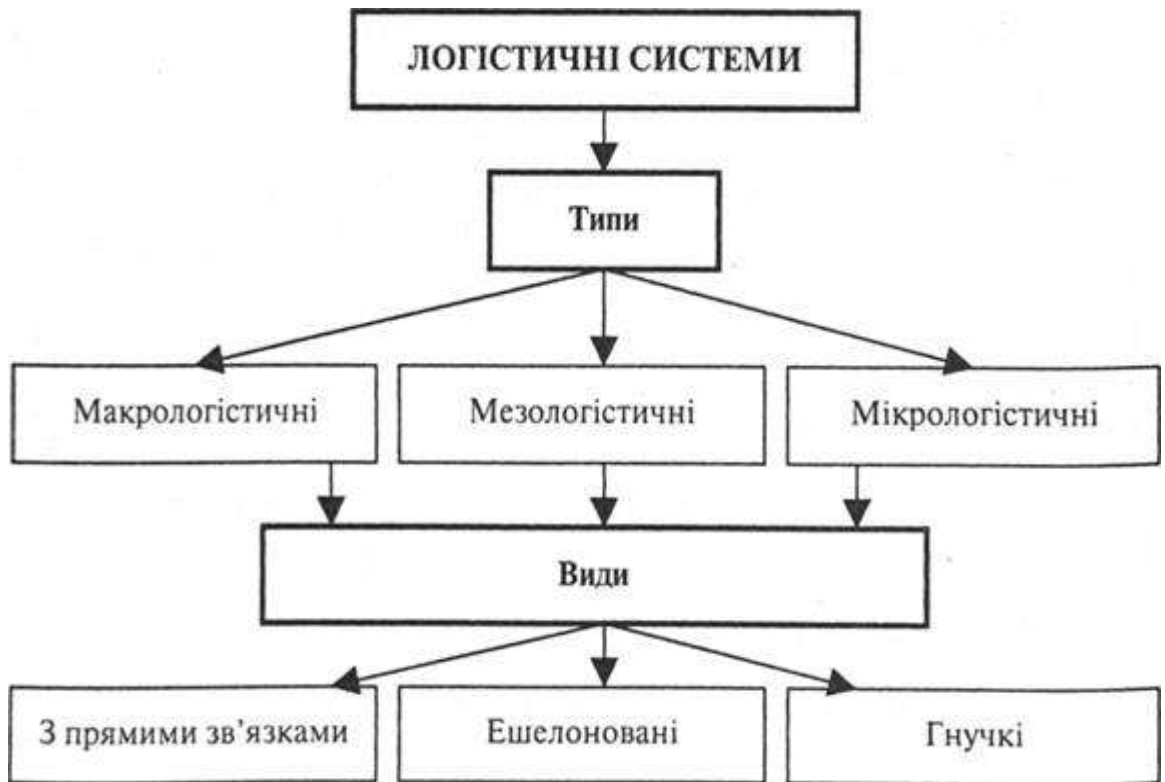 ЛОГІСТИЧНІ СИСТЕМИ
Типи
Макрологістичні
Мезологістичні
Мікрологістичні
Види
З прямими зв'язками
Ешелоновані
Гнучкі